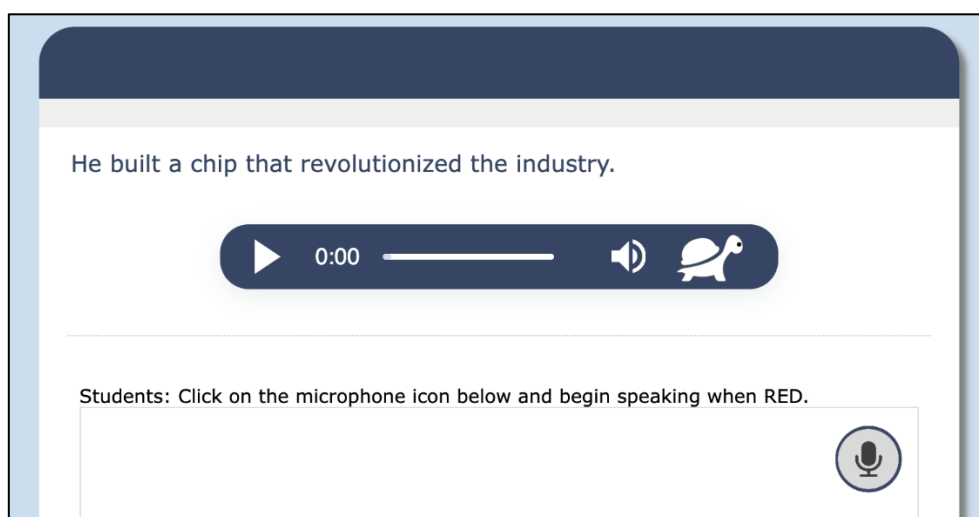 He built a chip that revolutionized the industry.
0:00
Students: Click on the microphone icon below and begin speaking when RED.